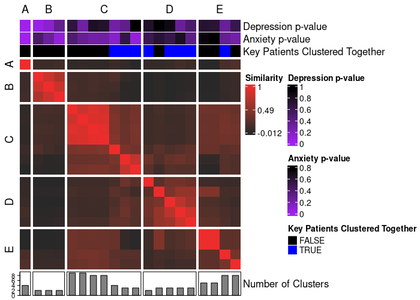 A B C D E
Depression p-value
Anxiety p-value
Key Patients Clustered Together
A
B
C
D
E
Similarity
1
0.49
-0.012
Depression p-value
1
0.8
0.6
0.4
0.2
0
Anxiety p-value
0.8
0.6
0.4
0.2
0
Key Patients Clustered Together
FALSE
TRUE
Number of Clusters